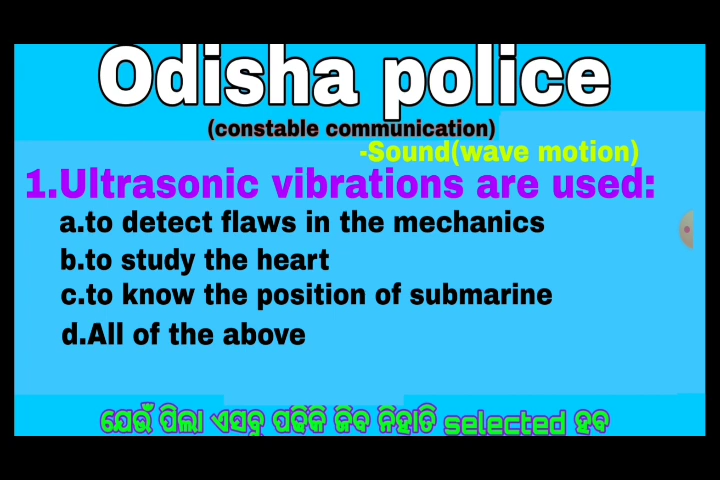 Odisha police
(constable communication)
-Sound(wave motion)
1.Ultrasonic vibrations are used:
a.to detect flaws in the mechanics
b.to study the heart
c.to know the position of submarine
d.All of the above
ଯେଉଁ ପିଲା ଏସବୁ ପଢିକି ଜିବ ନିହାତି selected ହବ